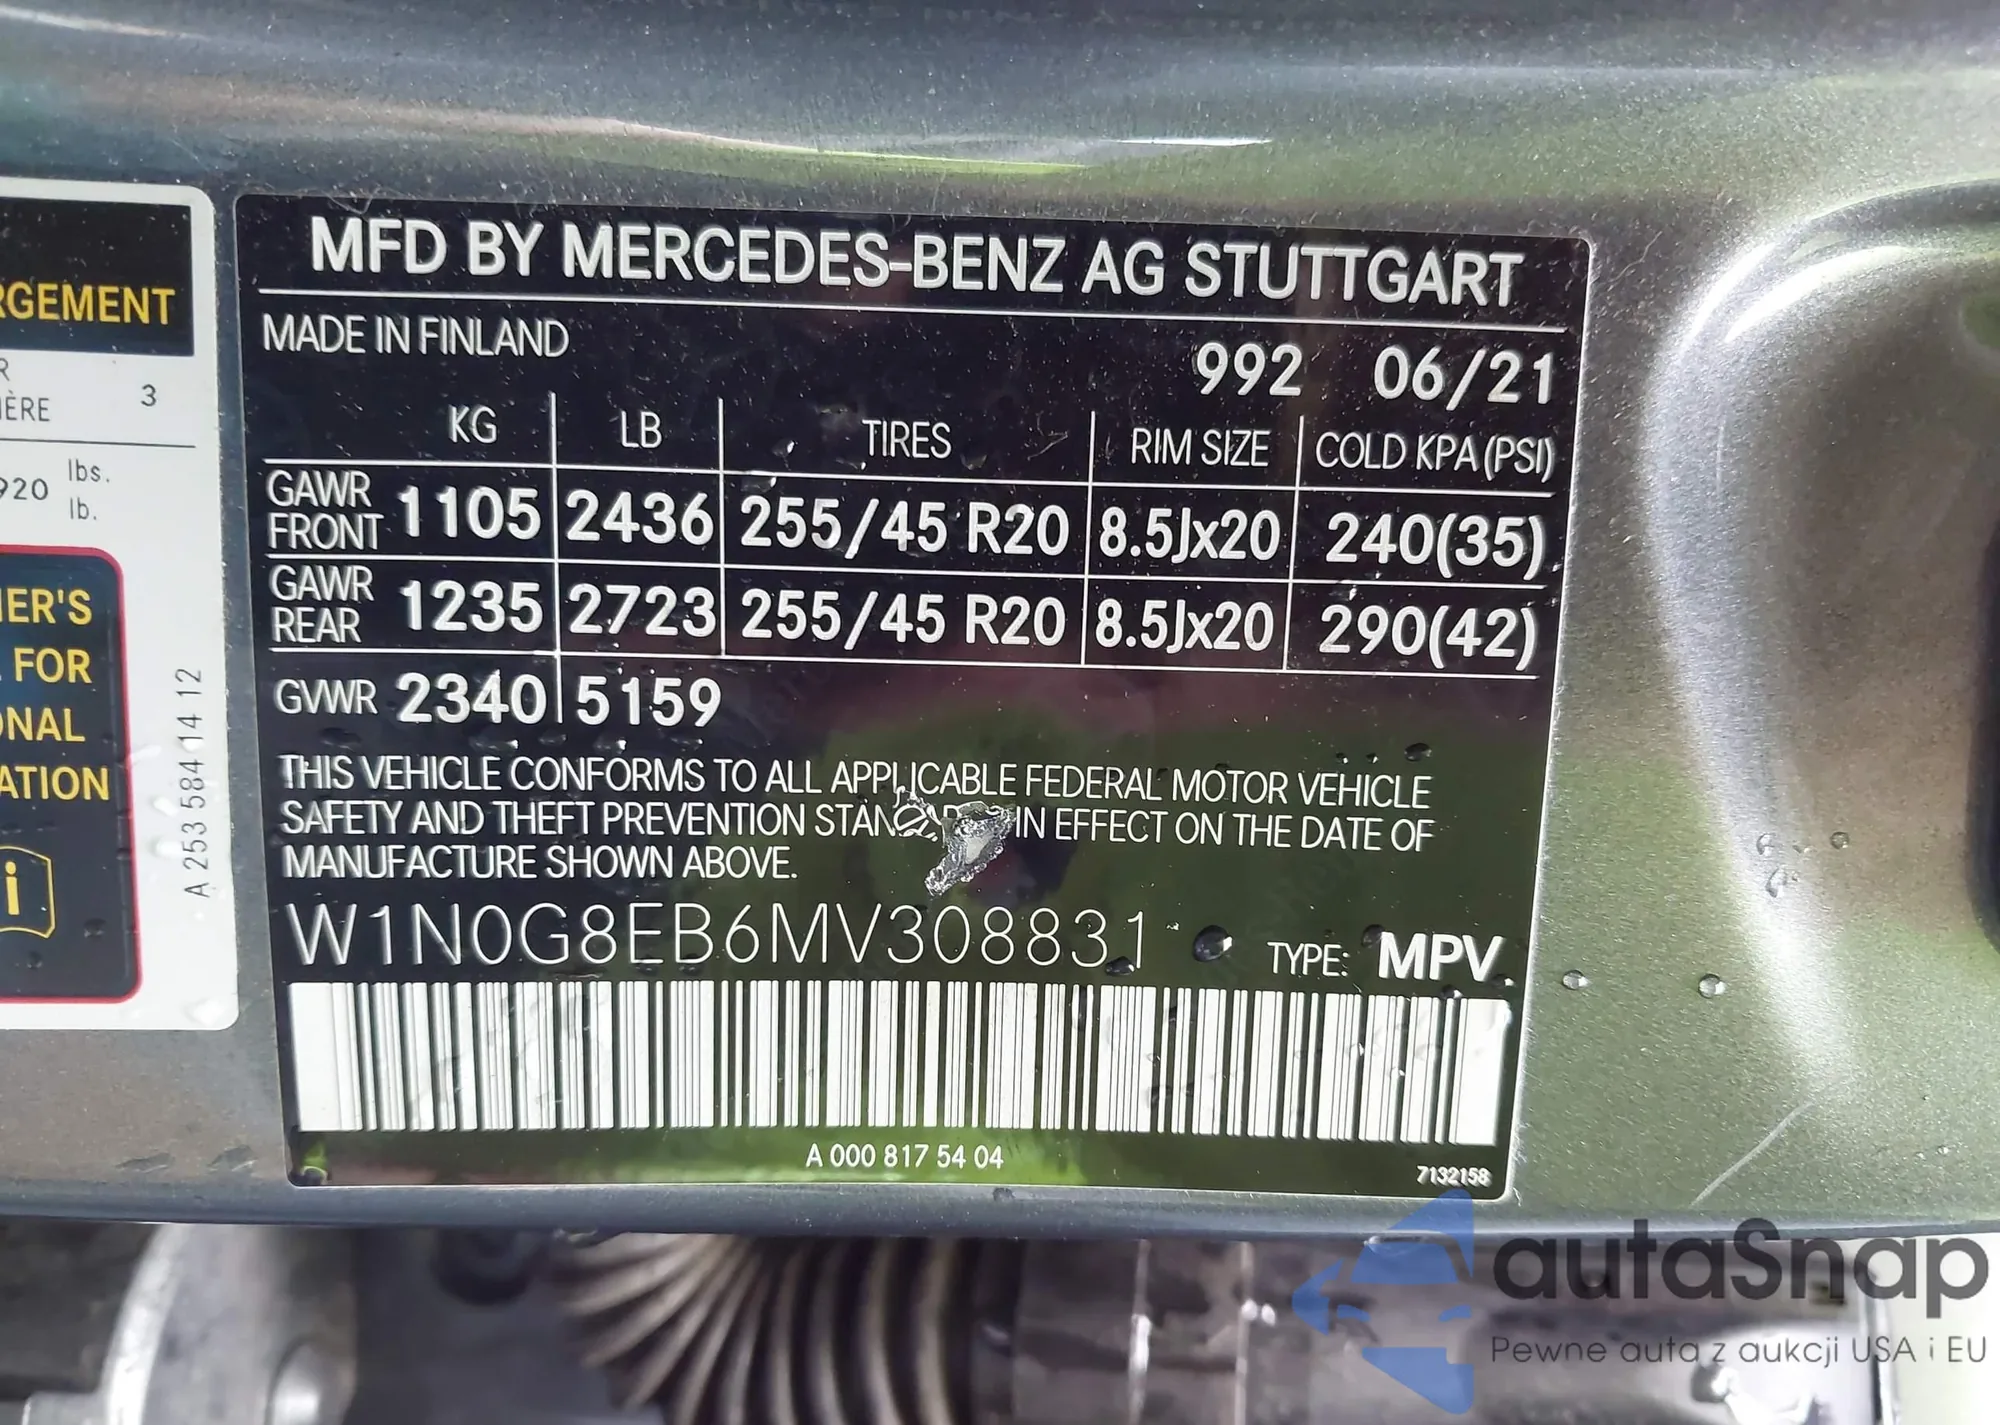 RGEMENT
R
IÈRE 3
920 lbs.
lb.
NER'S
FOR
ONAL
ATION
i
A 253 584 14 12
MFD BY MERCEDES-BENZ AG STUTTGART
MADE IN FINLAND
992 06/21
KG LB TIRES RIM SIZE COLD KPA (PSI)
GAWR FRONT 1105 2436 255/45 R20 8.5Jx20 240(35)
GAWR REAR 1235 2723 255/45 R20 8.5Jx20 290(42)
GVWR 2340 5159
THIS VEHICLE CONFORMS TO ALL APPLICABLE FEDERAL MOTOR VEHICLE
SAFETY AND THEFT PREVENTION IN EFFECT ON THE DATE OF
MANUFACTURE SHOWN ABOVE.
W1N0G8EB6MV308831 TYPE: MPV
A 000 817 54 04
7132158
autaSnap
Pewne auta z aukcji USA i EU